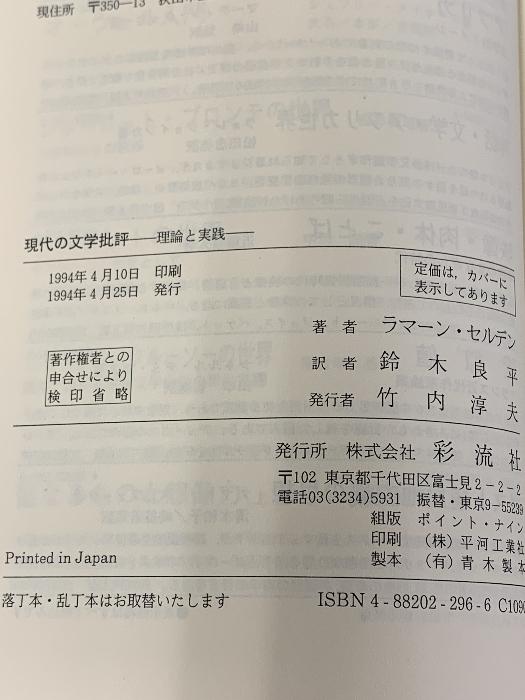 現住所 〒350―13
現代の文学批評――理論と実践――
1994年4月10日 印刷
1994年4月25日 発行
定価は，カバーに
表示してあります
著者 ラマーン・セルデン
訳者 鈴木良平
発行者 竹内淳夫
著作権者との
申合せにより
検印省略
発行所 株式会社 彩流社
〒102 東京都千代田区富士見2－2－2
電話03(3234)5931 振替・東京9－55239
組版 ポイント・ナイン
印刷 (株)平河工業社
製本 (有)青木製本
Printed in Japan
落丁本・乱丁本はお取替いたします
ISBN 4 - 88202 - 296 - 6 C1090